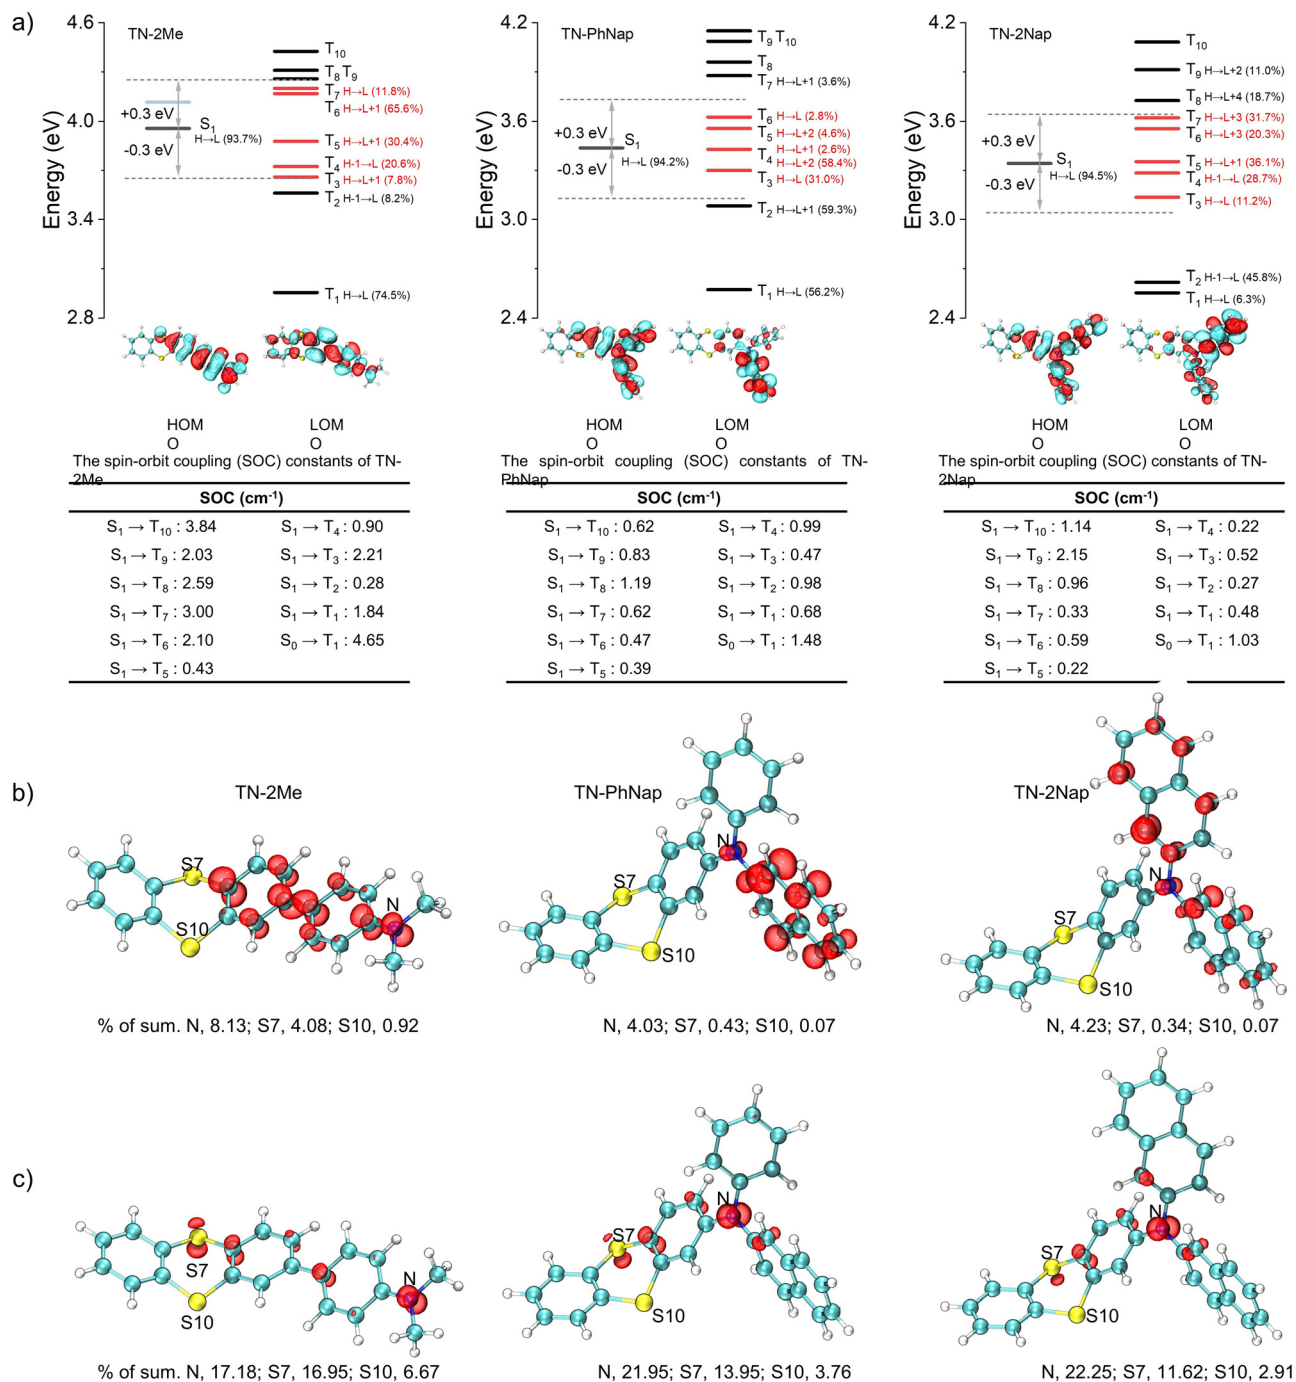 a)
TN-2Me
4.6
4.0
3.4
2.8
Energy (eV)
+0.3 eV
-0.3 eV
S1
H→L (93.7%)
T10
T8 T9
T7 H→L (11.8%)
T6 H→L+1 (65.6%)
T5 H→L+1 (30.4%)
T4 H-1→L (20.6%)
T3 H→L+1 (7.8%)
T2 H-1→L (8.2%)
T1 H→L (74.5%)
HOM
O
LOM
O
TN-PhNap
4.2
3.6
3.0
2.4
Energy (eV)
+0.3 eV
-0.3 eV
S1
H→L (94.2%)
T9 T10
T8
T7 H→L+1 (3.6%)
T6 H→L (2.8%)
T5 H→L+2 (4.6%)
H→L+1 (2.6%)
T4 H→L+2 (58.4%)
T3 H→L (31.0%)
T2 H→L+1 (59.3%)
T1 H→L (56.2%)
HOM
O
LOM
O
TN-2Nap
4.2
3.6
3.0
2.4
Energy (eV)
+0.3 eV
-0.3 eV
S1
H→L (94.5%)
T10
T9 H→L+2 (11.0%)
T8 H→L+4 (18.7%)
T7 H→L+3 (31.7%)
T6 H→L+3 (20.3%)
T5 H→L+1 (36.1%)
T4 H-1→L (28.7%)
T3 H→L (11.2%)
T2 H-1→L (45.8%)
T1 H→L (6.3%)
HOM
O
LOM
O
The spin-orbit coupling (SOC) constants of TN-
2Me
SOC (cm-1)
S1 → T10 : 3.84 S1 → T4 : 0.90
S1 → T9 : 2.03 S1 → T3 : 2.21
S1 → T8 : 2.59 S1 → T2 : 0.28
S1 → T7 : 3.00 S1 → T1 : 1.84
S1 → T6 : 2.10 S0 → T1 : 4.65
S1 → T5 : 0.43
The spin-orbit coupling (SOC) constants of TN-
PhNap
SOC (cm-1)
S1 → T10 : 0.62 S1 → T4 : 0.99
S1 → T9 : 0.83 S1 → T3 : 0.47
S1 → T8 : 1.19 S1 → T2 : 0.98
S1 → T7 : 0.62 S1 → T1 : 0.68
S1 → T6 : 0.47 S0 → T1 : 1.48
S1 → T5 : 0.39
The spin-orbit coupling (SOC) constants of TN-
2Nap
SOC (cm-1)
S1 → T10 : 1.14 S1 → T4 : 0.22
S1 → T9 : 2.15 S1 → T3 : 0.52
S1 → T8 : 0.96 S1 → T2 : 0.27
S1 → T7 : 0.33 S1 → T1 : 0.48
S1 → T6 : 0.59 S0 → T1 : 1.03
S1 → T5 : 0.22
b)
TN-2Me
S7
S10
N
% of sum. N, 8.13; S7, 4.08; S10, 0.92
TN-PhNap
N
S7
S10
N, 4.03; S7, 0.43; S10, 0.07
TN-2Nap
N
S7
S10
N, 4.23; S7, 0.34; S10, 0.07
c)
S7
S10
N
% of sum. N, 17.18; S7, 16.95; S10, 6.67
N
S7
S10
N, 21.95; S7, 13.95; S10, 3.76
N
S7
S10
N, 22.25; S7, 11.62; S10, 2.91